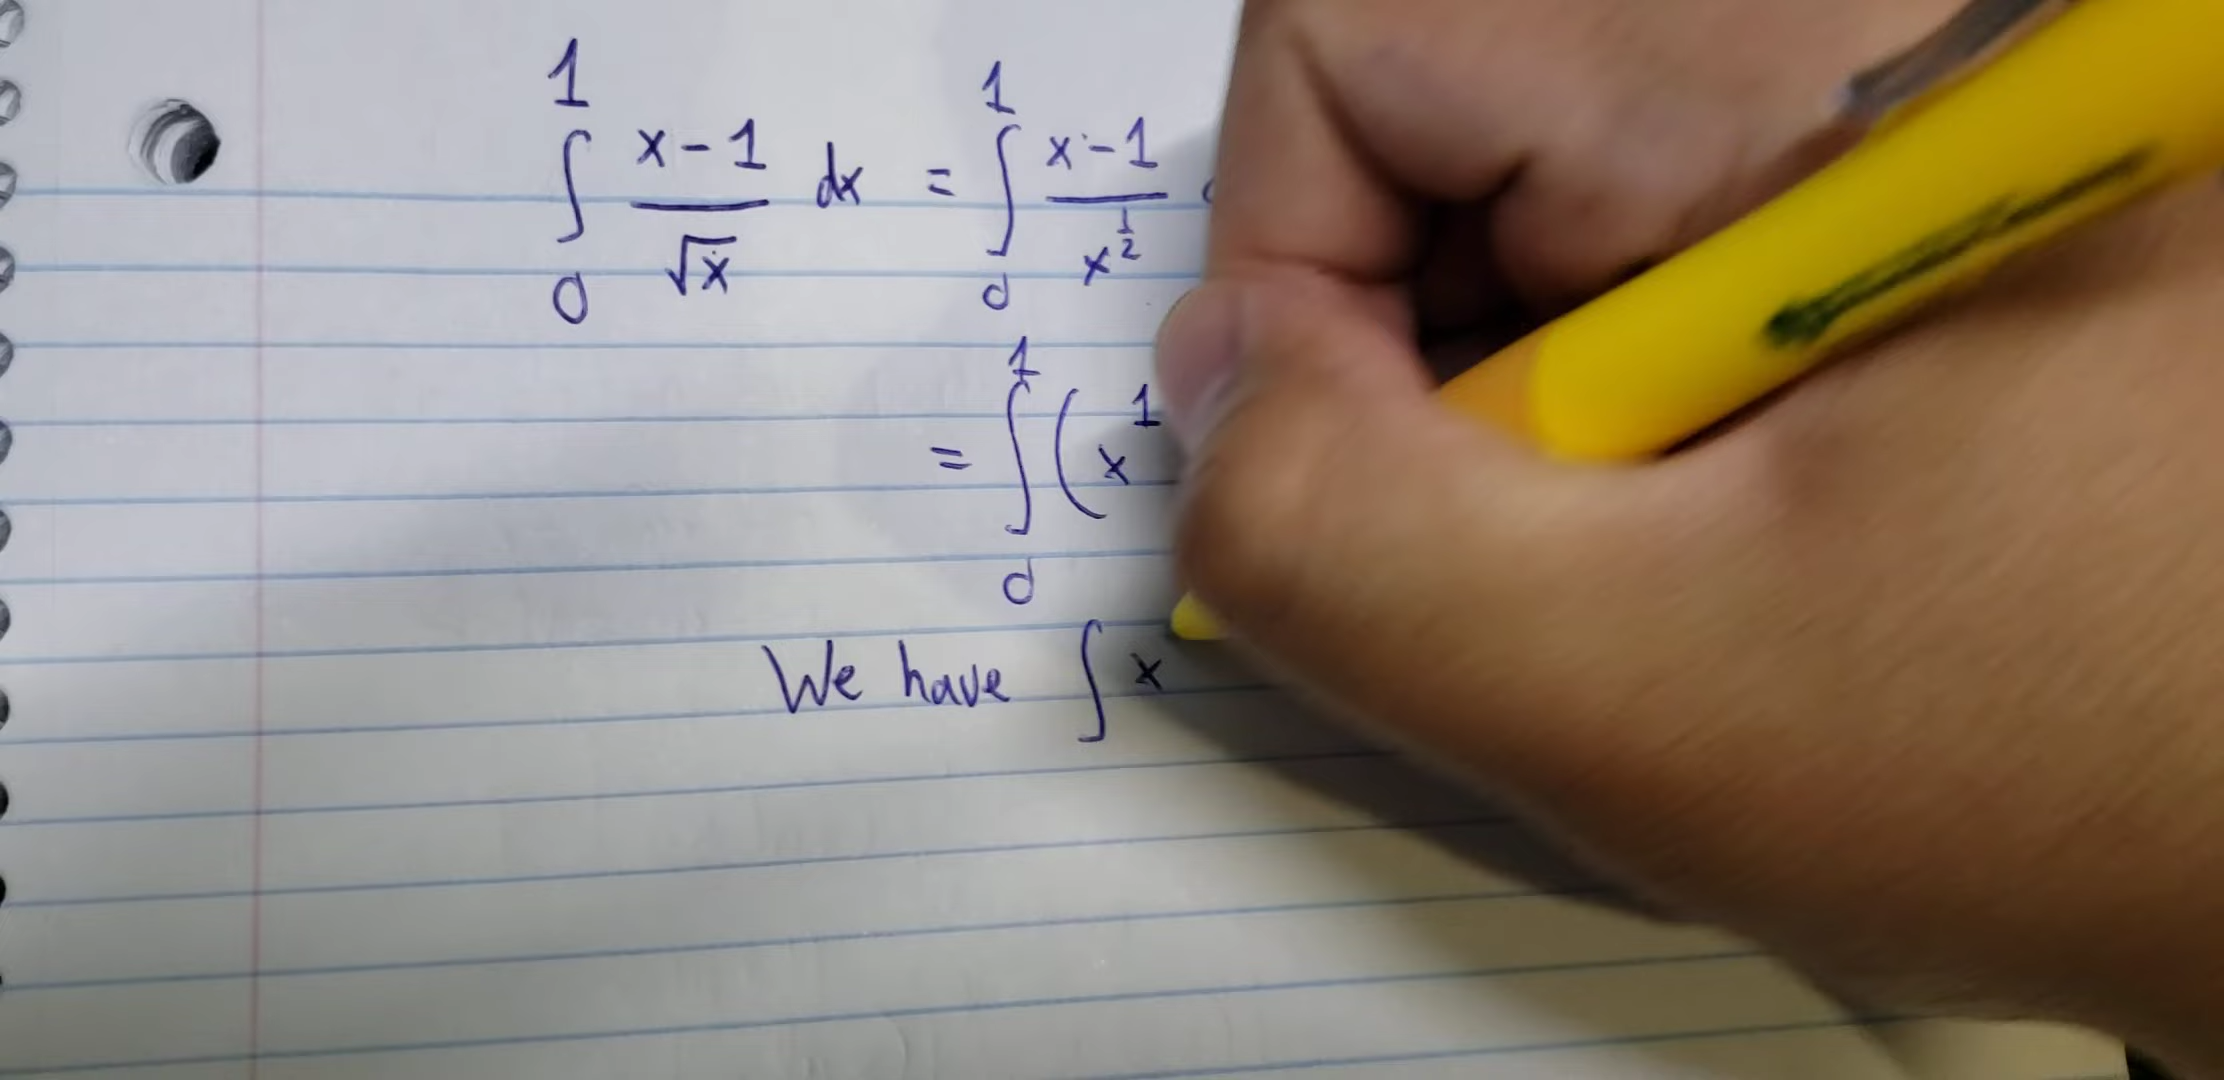 ∫₀¹ (x-1)/√x dx = ∫₀¹ (x-1)/x^(1/2)
= ∫₀¹ (x^1
We have ∫ x